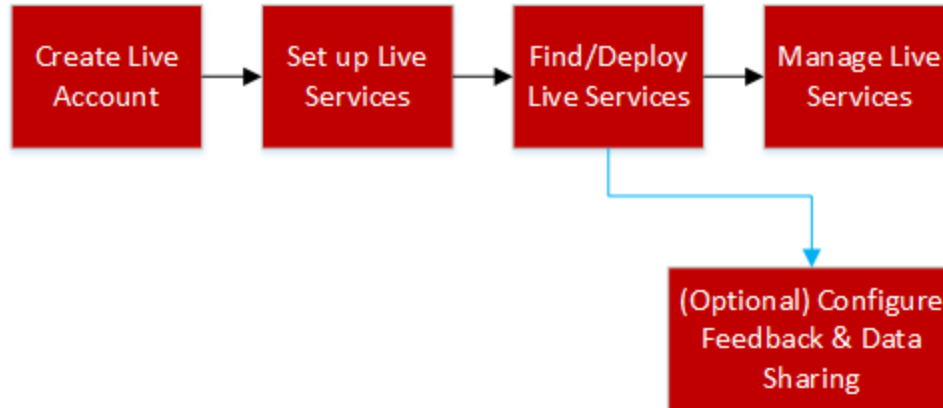 Create Live
Account
Set up Live
Services
Find/Deploy
Live Services
Manage Live
Services
(Optional) Configure
Feedback & Data
Sharing